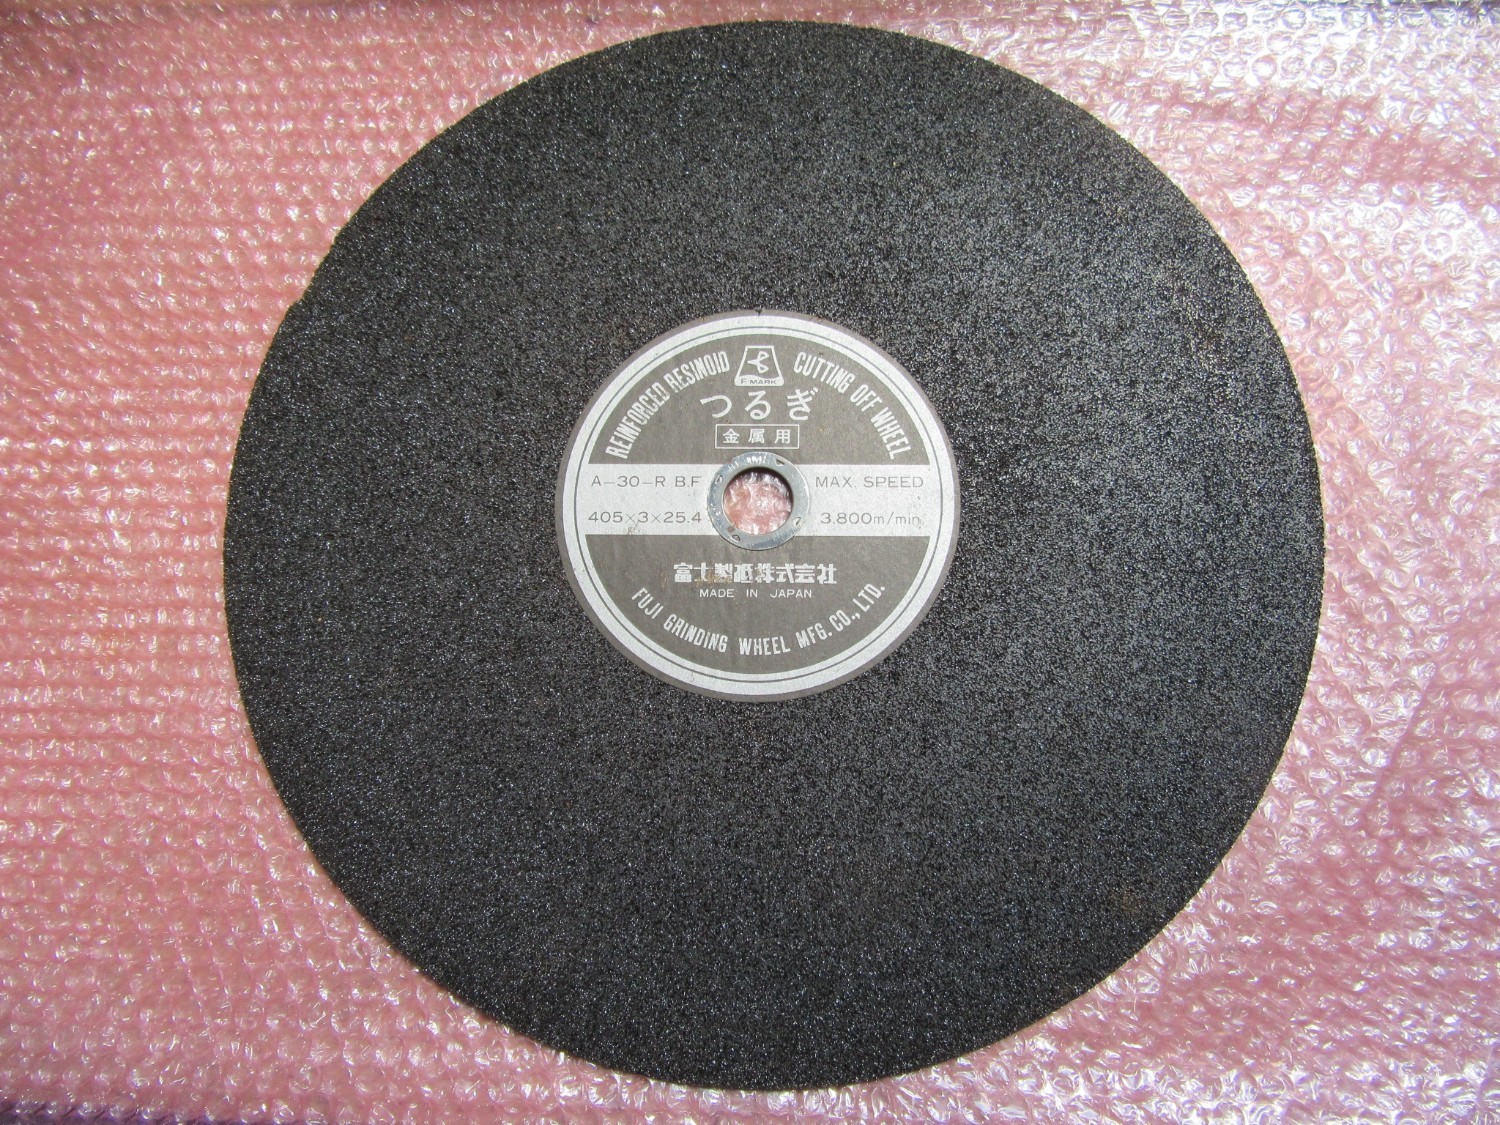 REINFORCED RESINOID CUTTING OFF WHEEL
F-MARK
つるぎ
金属用
A-30-R B.F
MAX. SPEED
405×3×25.4
3.800m/min
富士製砥株式会社
MADE IN JAPAN
FUJI GRINDING WHEEL MFG. CO., LTD.